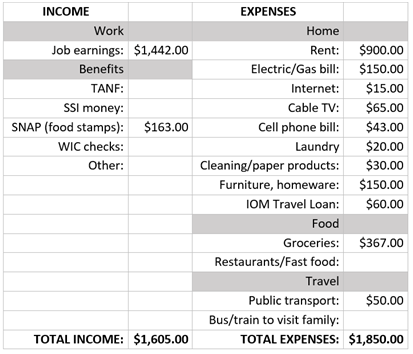 INCOME EXPENSES
Work Home
Job earnings: $1,442.00 Rent: $900.00
Benefits Electric/Gas bill: $150.00
TANF: Internet: $15.00
SSI money: Cable TV: $65.00
SNAP (food stamps): $163.00 Cell phone bill: $43.00
WIC checks: Laundry $20.00
Other: Cleaning/paper products: $30.00
Furniture, homeware: $150.00
IOM Travel Loan: $60.00
Food
Groceries: $367.00
Restaurants/Fast food:
Travel
Public transport: $50.00
Bus/train to visit family:
TOTAL INCOME: $1,605.00 TOTAL EXPENSES: $1,850.00